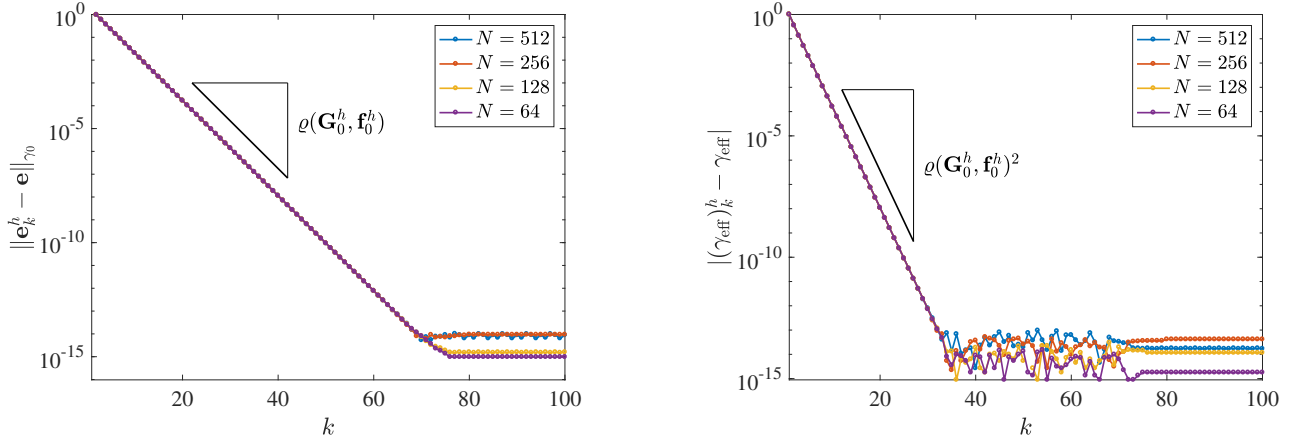 10^0
10^-5
10^-10
10^-15
||e_k^h − e||_γ0
20
40
60
80
100
k
ϱ(G_0^h, f_0^h)
N = 512
N = 256
N = 128
N = 64
10^0
10^-5
10^-10
10^-15
|(γ_eff)_k^h − γ_eff|
20
40
60
80
100
k
ϱ(G_0^h, f_0^h)^2
N = 512
N = 256
N = 128
N = 64